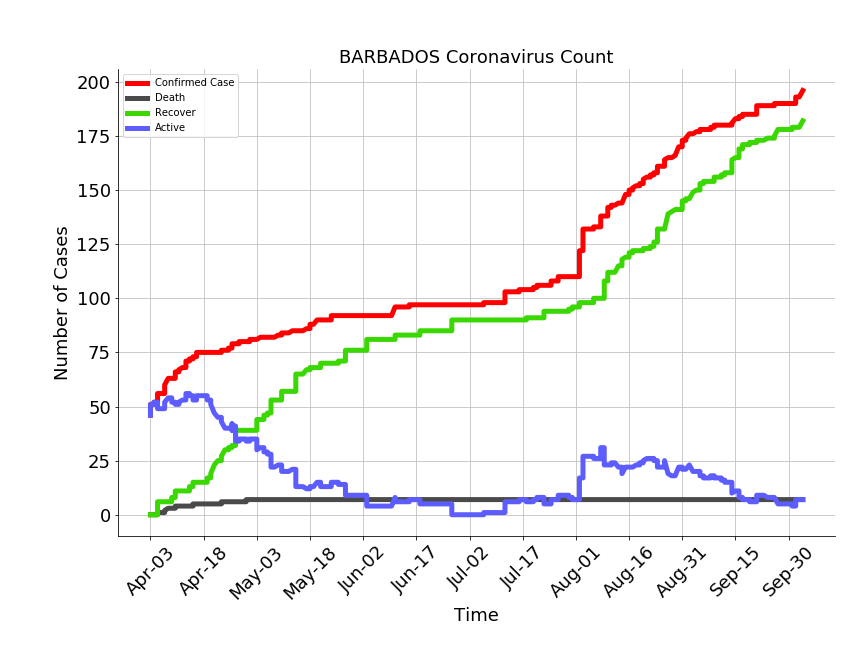 BARBADOS Coronavirus Count
Confirmed Case
Death
Recover
Active
Number of Cases
200
175
150
125
100
75
50
25
0
Apr-03
Apr-18
May-03
May-18
Jun-02
Jun-17
Jul-02
Jul-17
Aug-01
Aug-16
Aug-31
Sep-15
Sep-30
Time